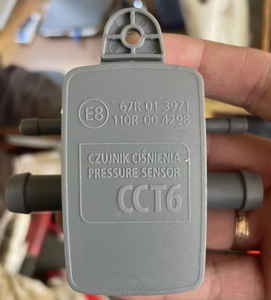 E8
67R-01 3971
110R-00 4298
CZUJNIK CIŚNIENIA
PRESSURE SENSOR
CCT6